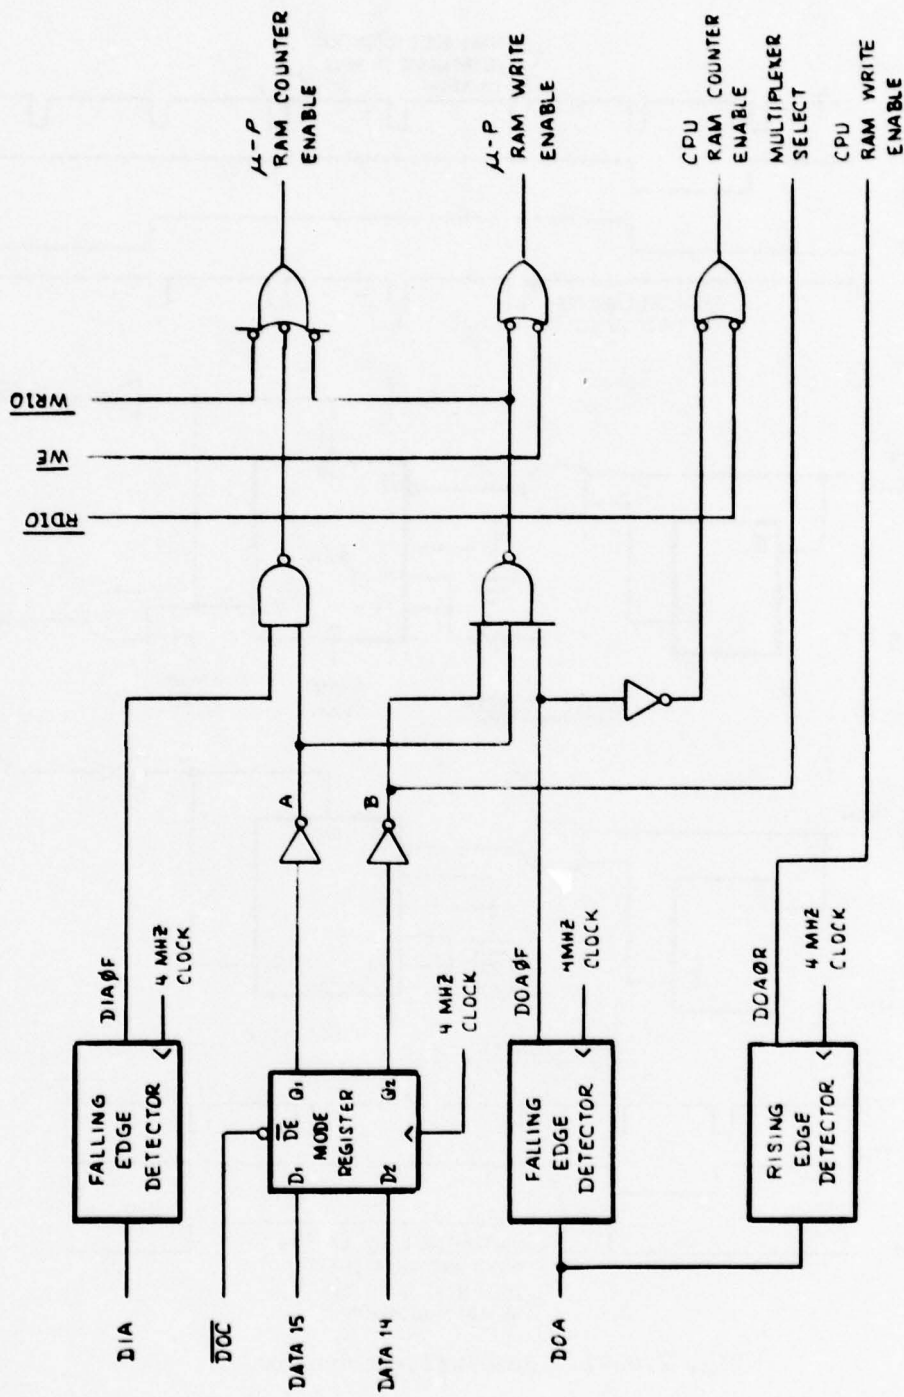 μ-P
RAM COUNTER
ENABLE
μ-P
RAM WRITE
ENABLE
CPU
RAM COUNTER
ENABLE
MULTIPLEXER
SELECT
CPU
RAM WRITE
ENABLE
WRIO
WE
RDIO
A
B
DIAØF
4 MHZ
CLOCK
FALLING
EDGE
DETECTOR
DIA
DOC
DATA 15
DATA 14
D1
D2
DE
MODE
REGISTER
Q1
Q2
4 MHZ
CLOCK
DOAØF
4MHZ
CLOCK
FALLING
EDGE
DETECTOR
DOA
DOAØR
4 MHZ
CLOCK
RISING
EDGE
DETECTOR